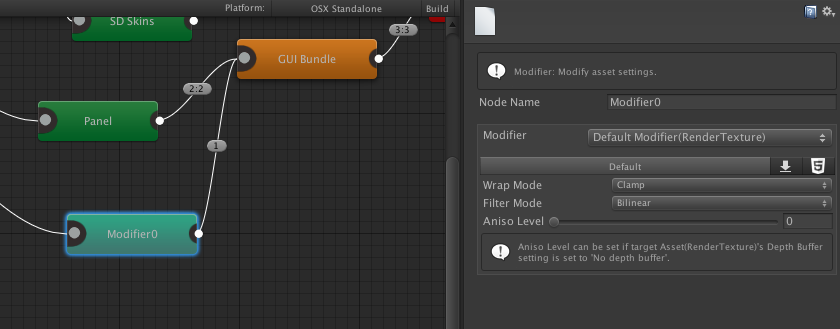 Platform:
OSX Standalone
Build
SD Skins
3:3
GUI Bundle
2:2
Panel
1
Modifier0
Modifier: Modify asset settings.
Node Name
Modifier0
Modifier
Default Modifier(RenderTexture)
Default
Wrap Mode
Clamp
Filter Mode
Bilinear
Aniso Level
0
Aniso Level can be set if target Asset(RenderTexture)'s Depth Buffer
setting is set to 'No depth buffer'.